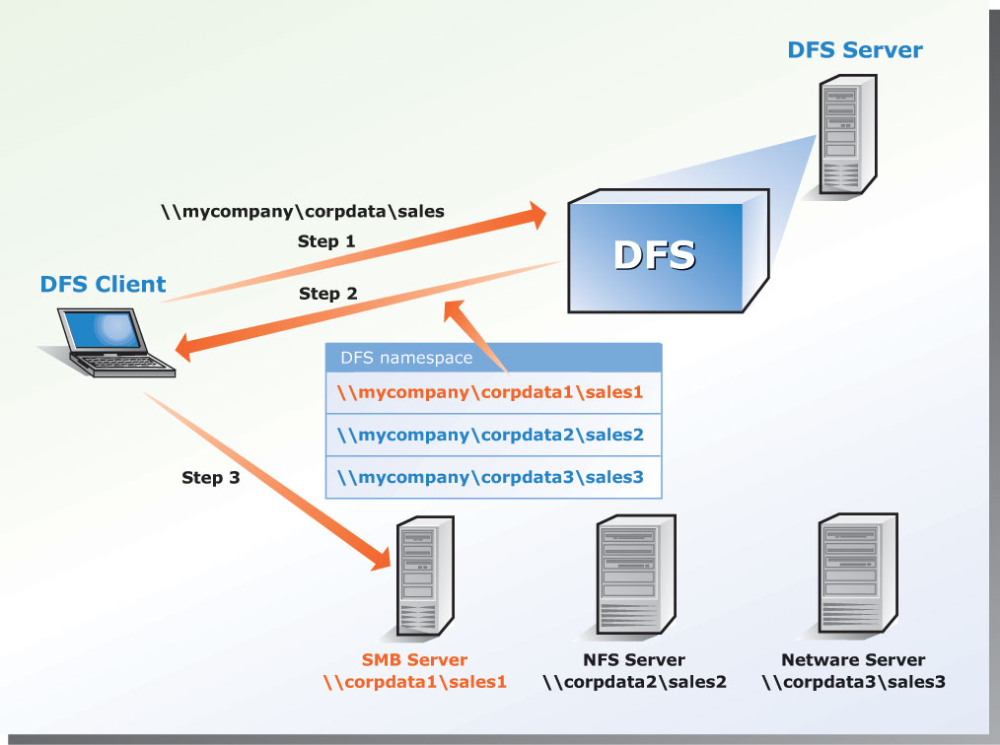 DFS Server
\\mycompany\corpdata\sales
Step 1
DFS
DFS Client
Step 2
DFS namespace
\\mycompany\corpdata1\sales1
\\mycompany\corpdata2\sales2
\\mycompany\corpdata3\sales3
Step 3
SMB Server
\\corpdata1\sales1
NFS Server
\\corpdata2\sales2
Netware Server
\\corpdata3\sales3